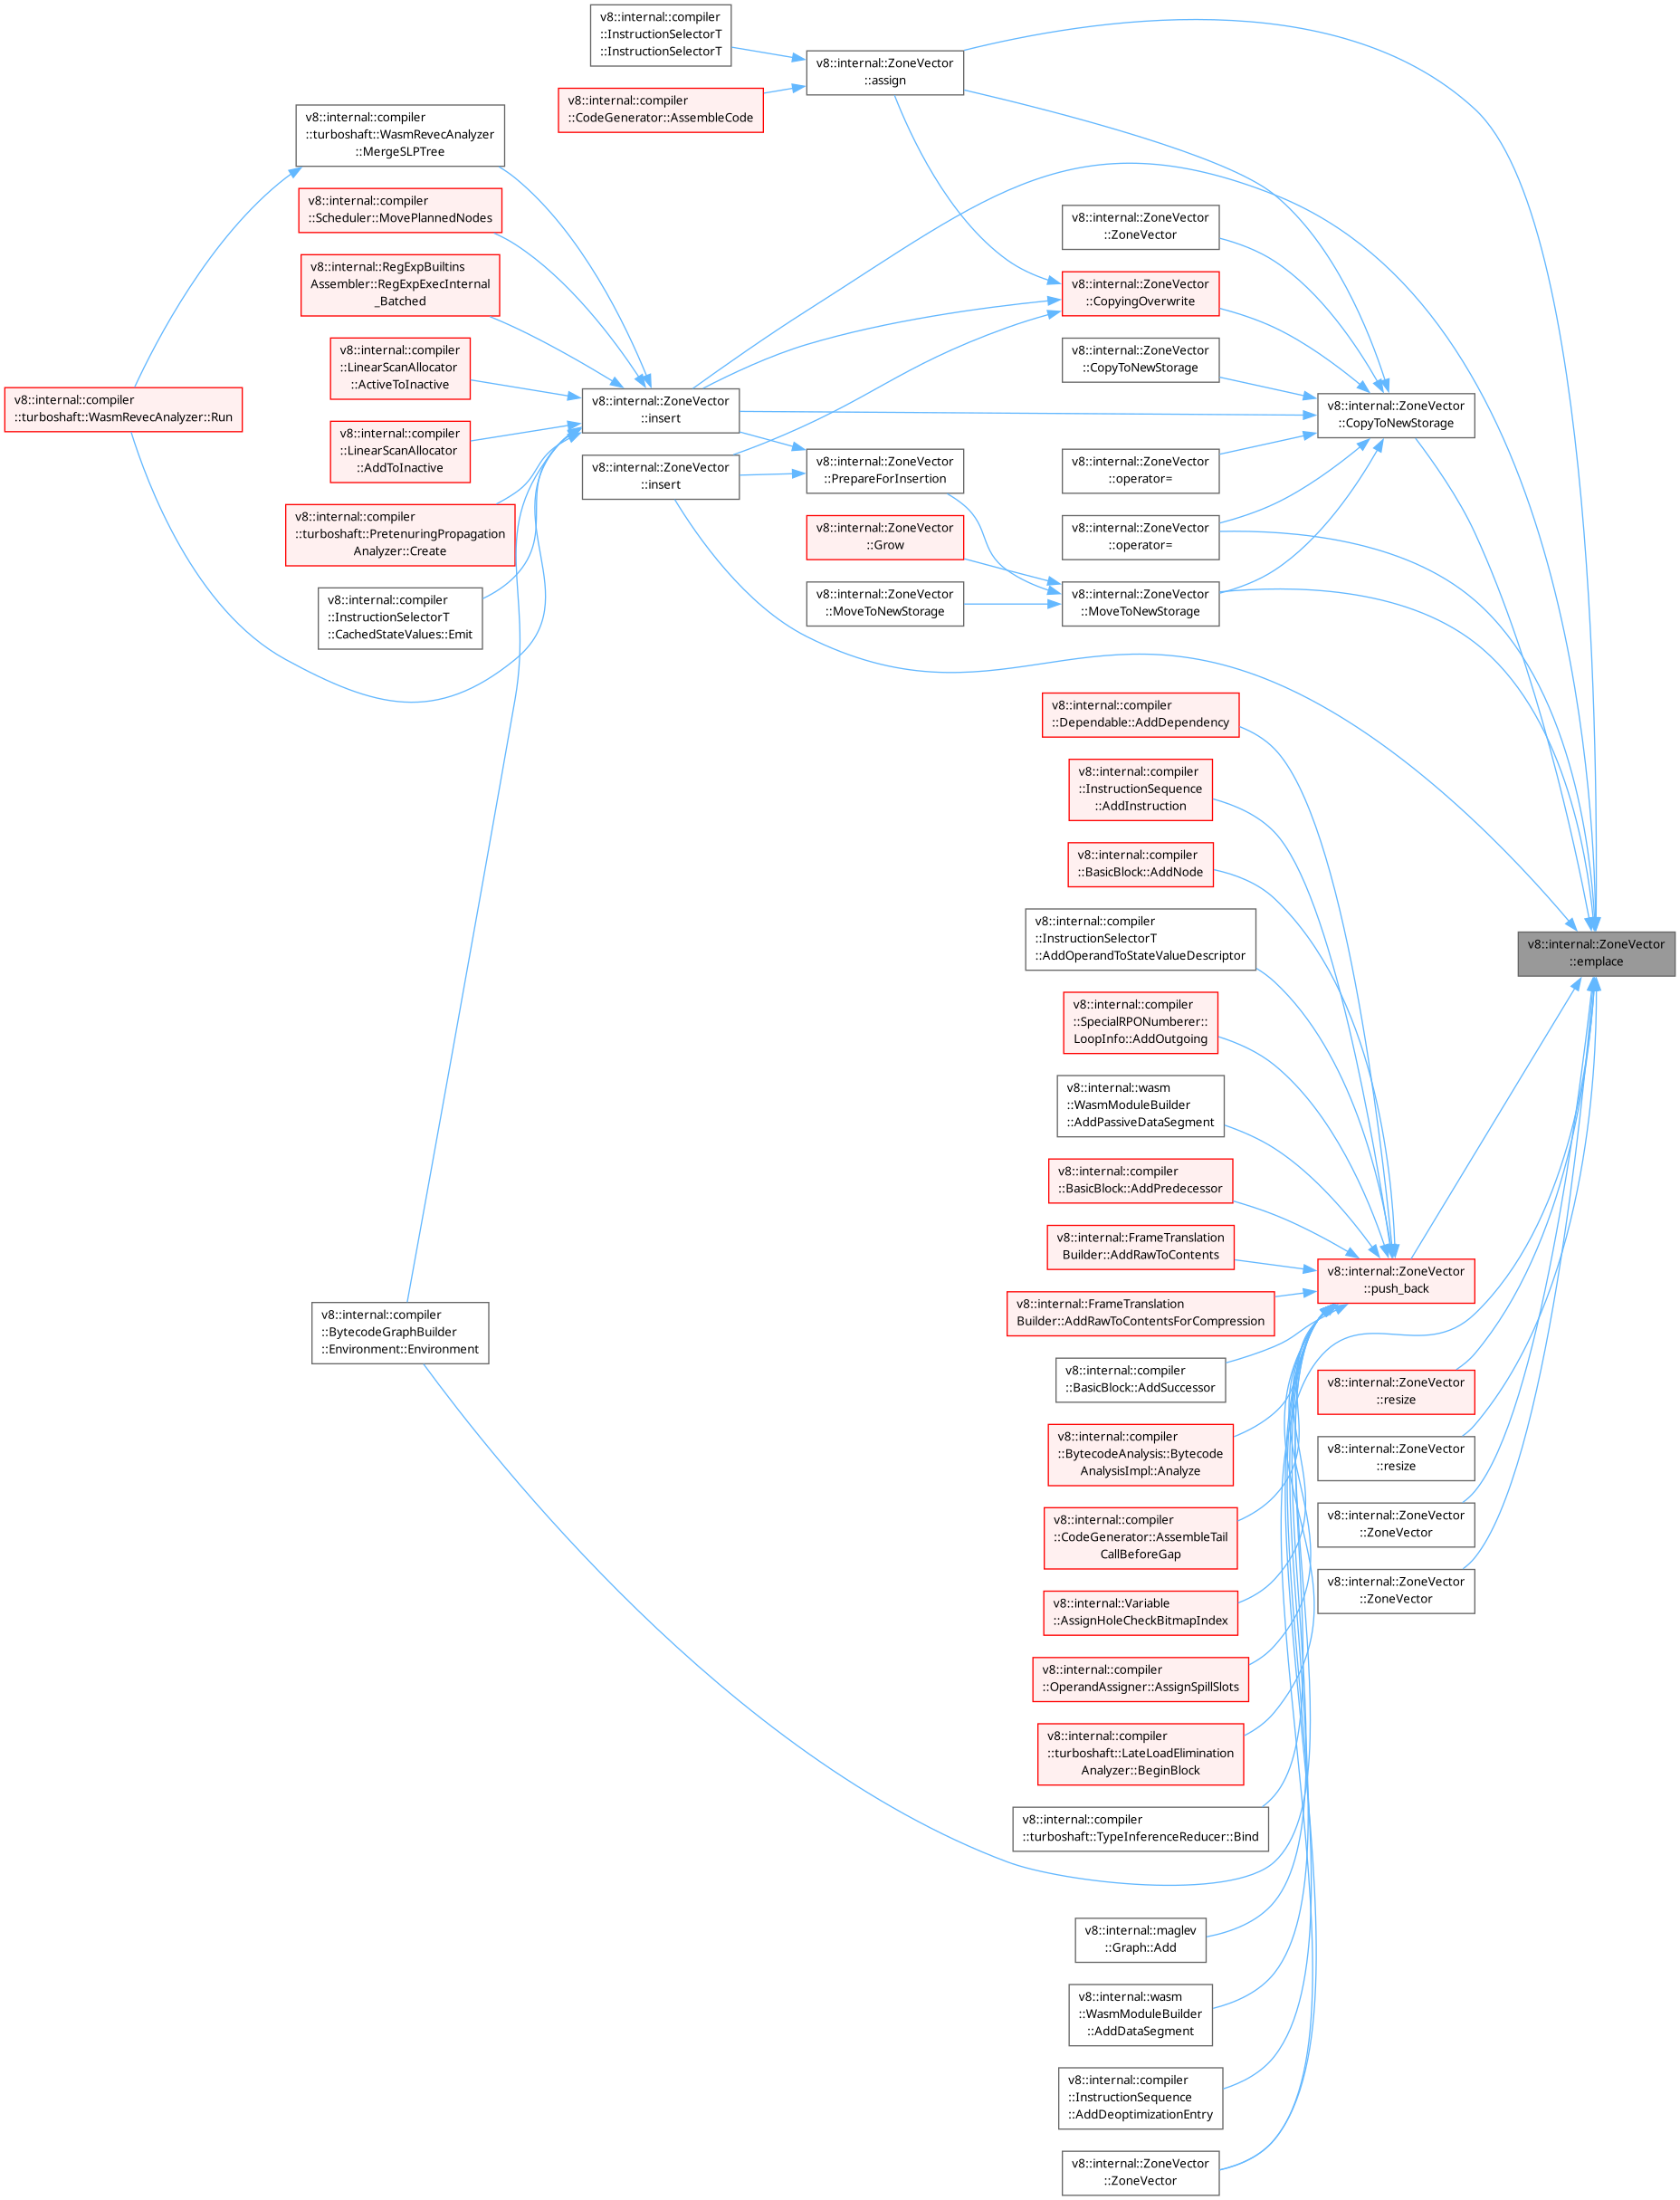 v8::internal::compiler
::InstructionSelectorT
::InstructionSelectorT
v8::internal::ZoneVector
::assign
v8::internal::compiler
::CodeGenerator::AssembleCode
v8::internal::compiler
::turboshaft::WasmRevecAnalyzer
::MergeSLPTree
v8::internal::compiler
::Scheduler::MovePlannedNodes
v8::internal::ZoneVector
::ZoneVector
v8::internal::RegExpBuiltins
Assembler::RegExpExecInternal
_Batched
v8::internal::ZoneVector
::CopyingOverwrite
v8::internal::compiler
::LinearScanAllocator
::ActiveToInactive
v8::internal::ZoneVector
::CopyToNewStorage
v8::internal::compiler
::turboshaft::WasmRevecAnalyzer::Run
v8::internal::ZoneVector
::insert
v8::internal::ZoneVector
::CopyToNewStorage
v8::internal::compiler
::LinearScanAllocator
::AddToInactive
v8::internal::ZoneVector
::insert
v8::internal::ZoneVector
::PrepareForInsertion
v8::internal::ZoneVector
::operator=
v8::internal::compiler
::turboshaft::PretenuringPropagation
Analyzer::Create
v8::internal::ZoneVector
::Grow
v8::internal::ZoneVector
::operator=
v8::internal::compiler
::InstructionSelectorT
::CachedStateValues::Emit
v8::internal::ZoneVector
::MoveToNewStorage
v8::internal::ZoneVector
::MoveToNewStorage
v8::internal::compiler
::Dependable::AddDependency
v8::internal::compiler
::InstructionSequence
::AddInstruction
v8::internal::compiler
::BasicBlock::AddNode
v8::internal::compiler
::InstructionSelectorT
::AddOperandToStateValueDescriptor
v8::internal::ZoneVector
::emplace
v8::internal::compiler
::SpecialRPONumberer::
LoopInfo::AddOutgoing
v8::internal::wasm
::WasmModuleBuilder
::AddPassiveDataSegment
v8::internal::compiler
::BasicBlock::AddPredecessor
v8::internal::FrameTranslation
Builder::AddRawToContents
v8::internal::ZoneVector
::push_back
v8::internal::FrameTranslation
Builder::AddRawToContentsForCompression
v8::internal::compiler
::BytecodeGraphBuilder
::Environment::Environment
v8::internal::compiler
::BasicBlock::AddSuccessor
v8::internal::ZoneVector
::resize
v8::internal::compiler
::BytecodeAnalysis::Bytecode
AnalysisImpl::Analyze
v8::internal::ZoneVector
::resize
v8::internal::compiler
::CodeGenerator::AssembleTail
CallBeforeGap
v8::internal::ZoneVector
::ZoneVector
v8::internal::Variable
::AssignHoleCheckBitmapIndex
v8::internal::ZoneVector
::ZoneVector
v8::internal::compiler
::OperandAssigner::AssignSpillSlots
v8::internal::compiler
::turboshaft::LateLoadElimination
Analyzer::BeginBlock
v8::internal::compiler
::turboshaft::TypeInferenceReducer::Bind
v8::internal::maglev
::Graph::Add
v8::internal::wasm
::WasmModuleBuilder
::AddDataSegment
v8::internal::compiler
::InstructionSequence
::AddDeoptimizationEntry
v8::internal::ZoneVector
::ZoneVector